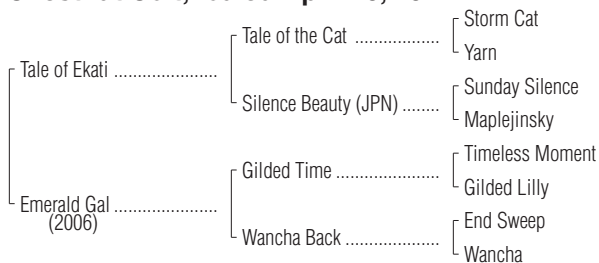 Storm Cat
Tale of the Cat
Yarn
Tale of Ekati
Sunday Silence
Silence Beauty (JPN)
Maplejinsky
Timeless Moment
Gilded Time
Gilded Lilly
Emerald Gal
(2006)
End Sweep
Wancha Back
Wancha